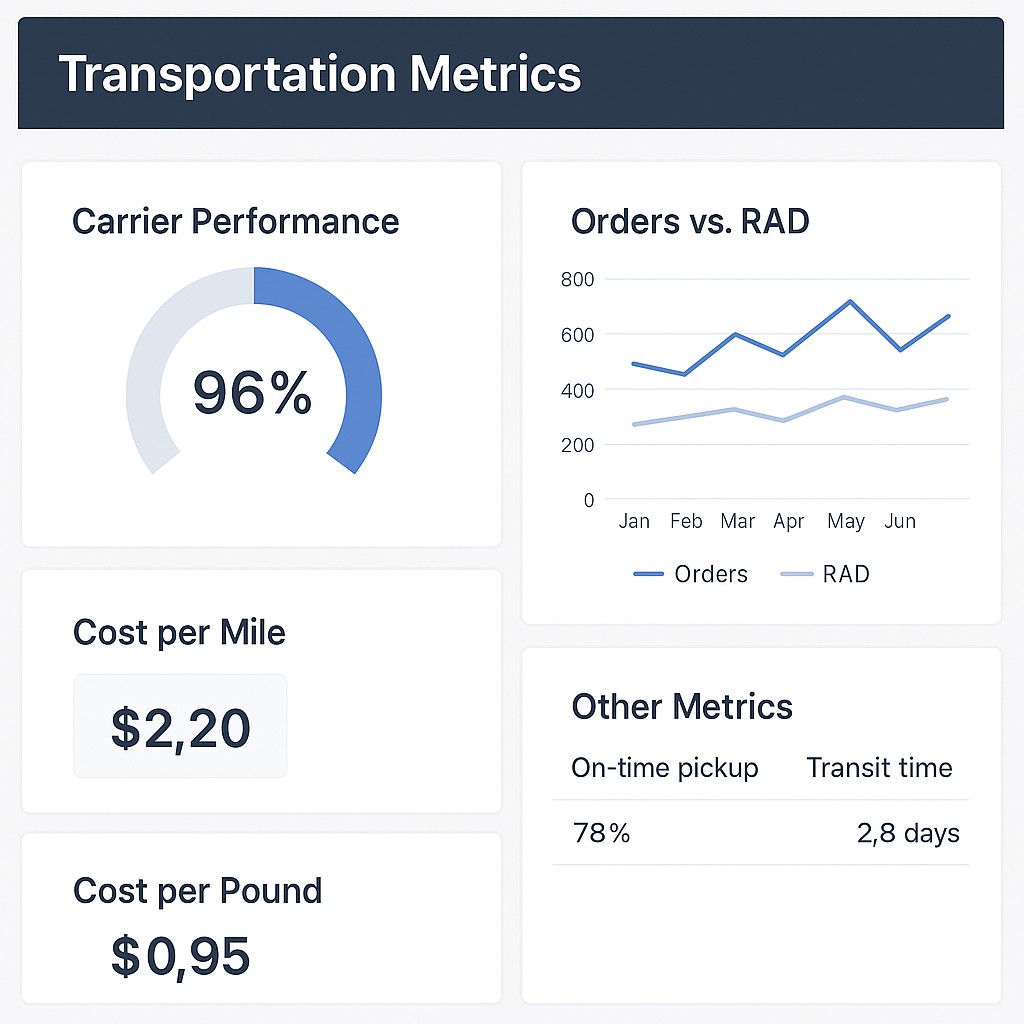 Transportation Metrics
Carrier Performance
96%
Cost per Mile
$2,20
Cost per Pound
$0,95
Orders vs. RAD
800
600
400
200
0
Jan Feb Mar Apr May Jun
Orders RAD
Other Metrics
On-time pickup Transit time
78% 2,8 days